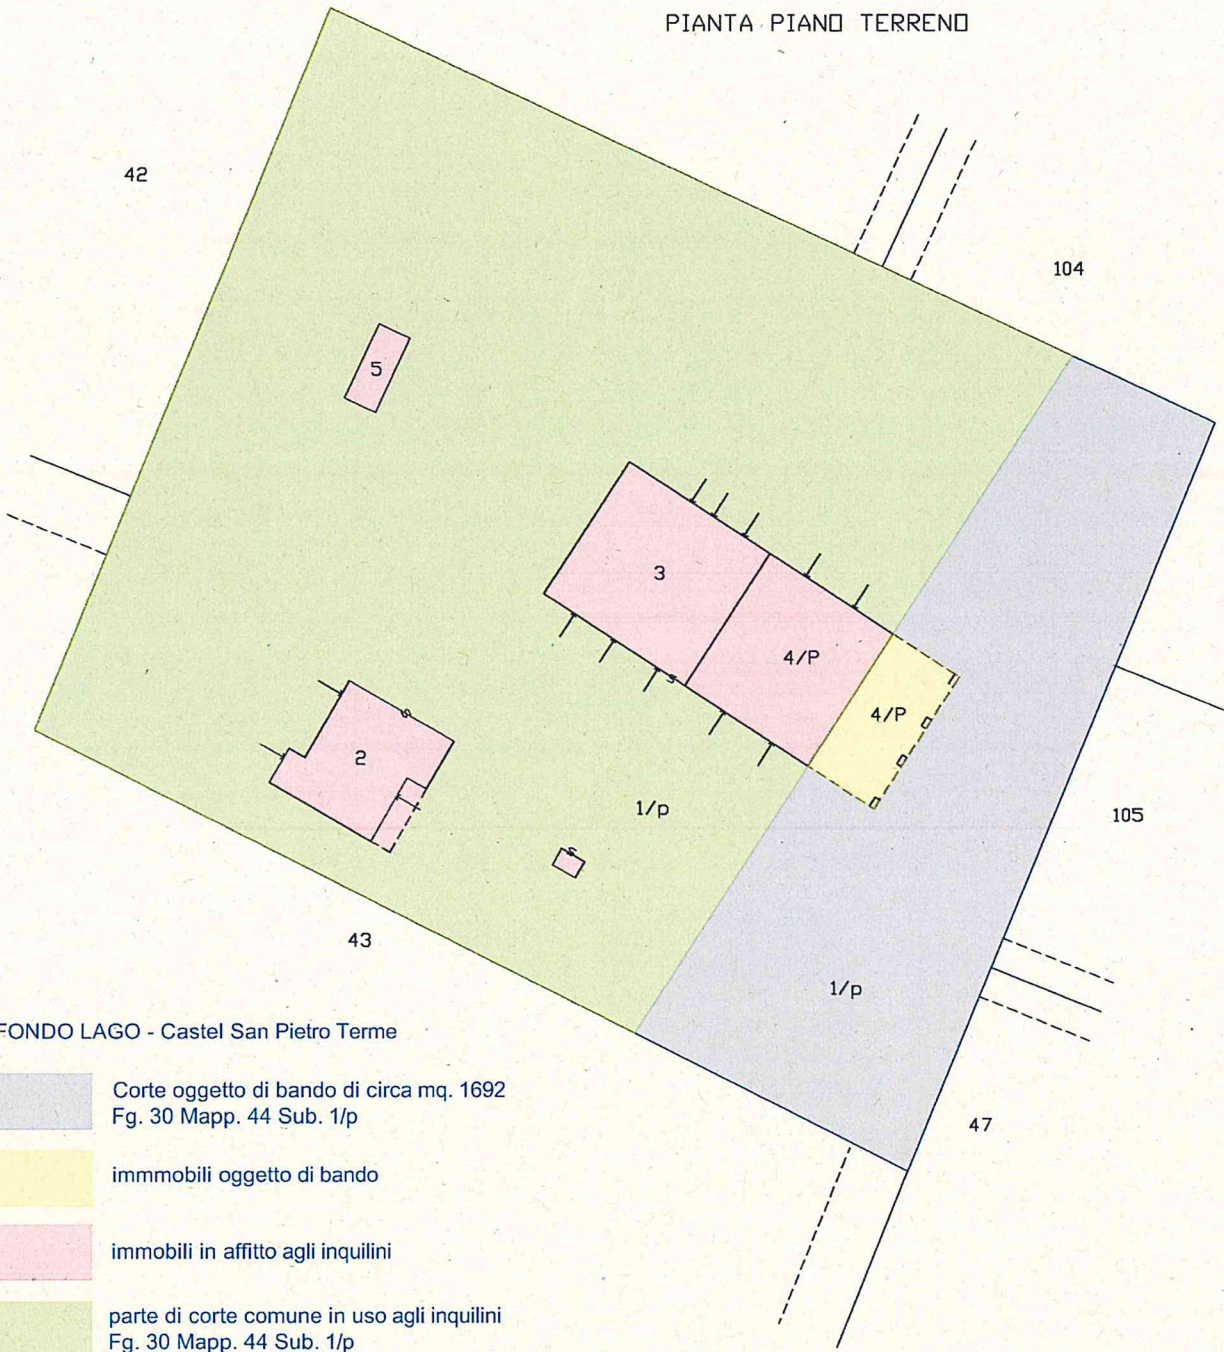 PIANTA PIANO TERRENO
42
104
5
3
4/P
4/P
S
S
2
1/p
S
105
43
1/p
FONDO LAGO - Castel San Pietro Terme
Corte oggetto di bando di circa mq. 1692
Fg. 30 Mapp. 44 Sub. 1/p
47
immmobili oggetto di bando
immobili in affitto agli inquilini
parte di corte comune in uso agli inquilini
Fg. 30 Mapp. 44 Sub. 1/p